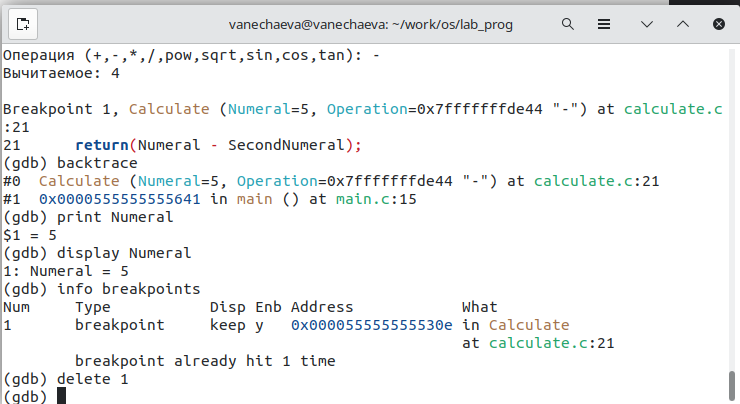 vanechaeva@vanechaeva: ~/work/os/lab_prog
Операция (+,-,*,/,pow,sqrt,sin,cos,tan): -
Вычитаемое: 4
Breakpoint 1, Calculate (Numeral=5, Operation=0x7fffffffde44 "-") at calculate.c
:21
21      return(Numeral - SecondNumeral);
(gdb) backtrace
#0  Calculate (Numeral=5, Operation=0x7fffffffde44 "-") at calculate.c:21
#1  0x0000555555555641 in main () at main.c:15
(gdb) print Numeral
$1 = 5
(gdb) display Numeral
1: Numeral = 5
(gdb) info breakpoints
Num     Type           Disp Enb Address            What
1       breakpoint     keep y   0x000055555555530e in Calculate
                                                   at calculate.c:21
        breakpoint already hit 1 time
(gdb) delete 1
(gdb)